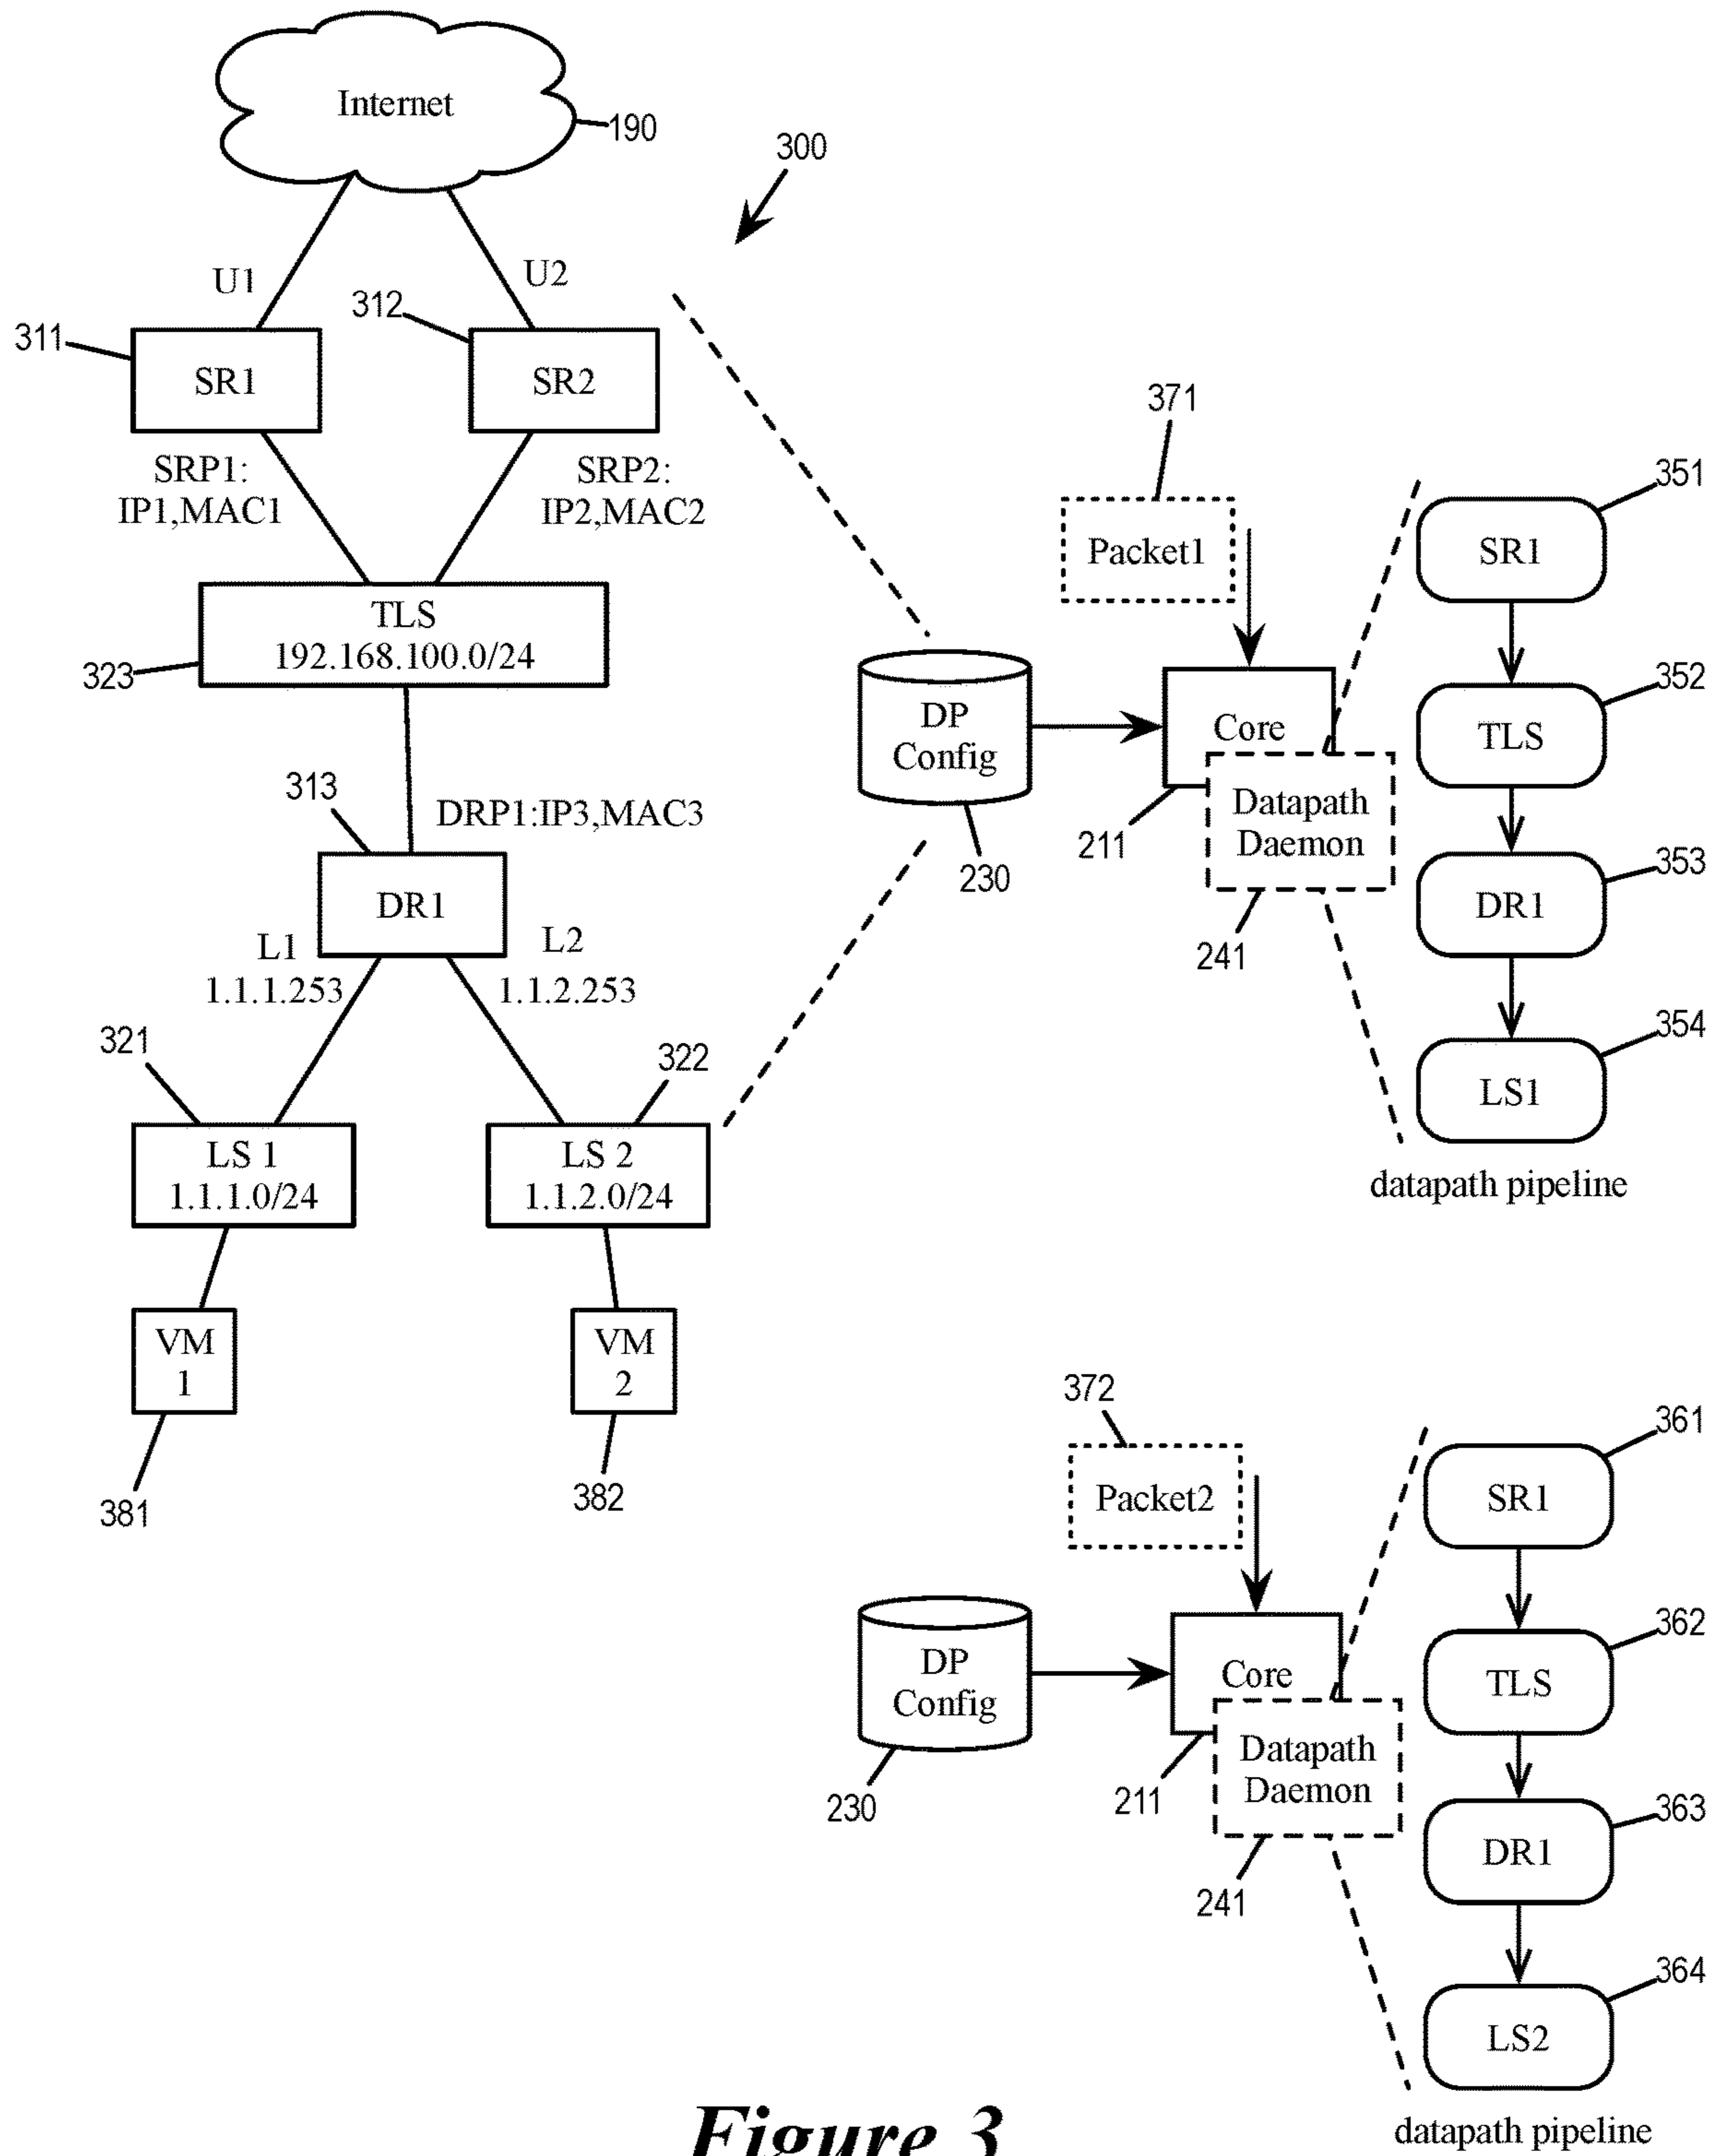 Internet
190
300
U1
U2
311
312
SR1
SR2
SRP1:
IP1,MAC1
SRP2:
IP2,MAC2
TLS
192.168.100.0/24
323
313
DRP1:IP3,MAC3
DR1
L1
1.1.1.253
L2
1.1.2.253
321
322
LS 1
1.1.1.0/24
LS 2
1.1.2.0/24
VM
1
VM
2
381
382
371
Packet1
DP
Config
230
Core
211
Datapath
Daemon
241
351
SR1
352
TLS
353
DR1
354
LS1
datapath pipeline
372
Packet2
DP
Config
230
Core
211
Datapath
Daemon
241
361
SR1
362
TLS
363
DR1
364
LS2
datapath pipeline
Figure 3